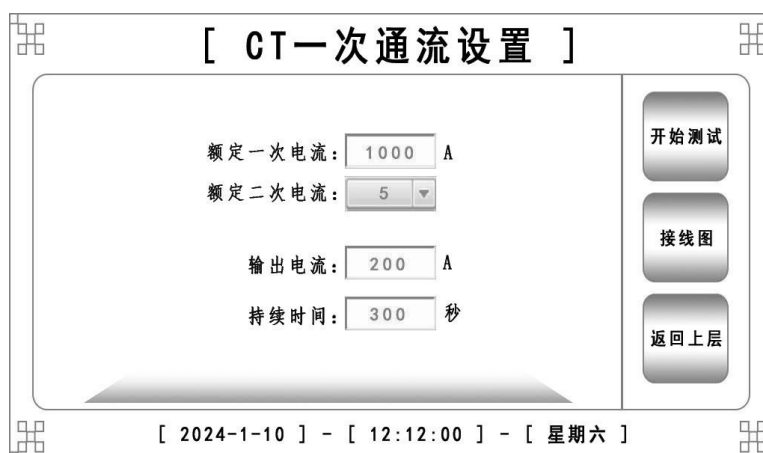 [ CT一次通流设置 ]
额定一次电流: 1000 A
额定二次电流: 5
输出电流: 200 A
持续时间: 300 秒
开始测试
接线图
返回上层
[ 2024-1-10 ] - [ 12:12:00 ] - [ 星期六 ]